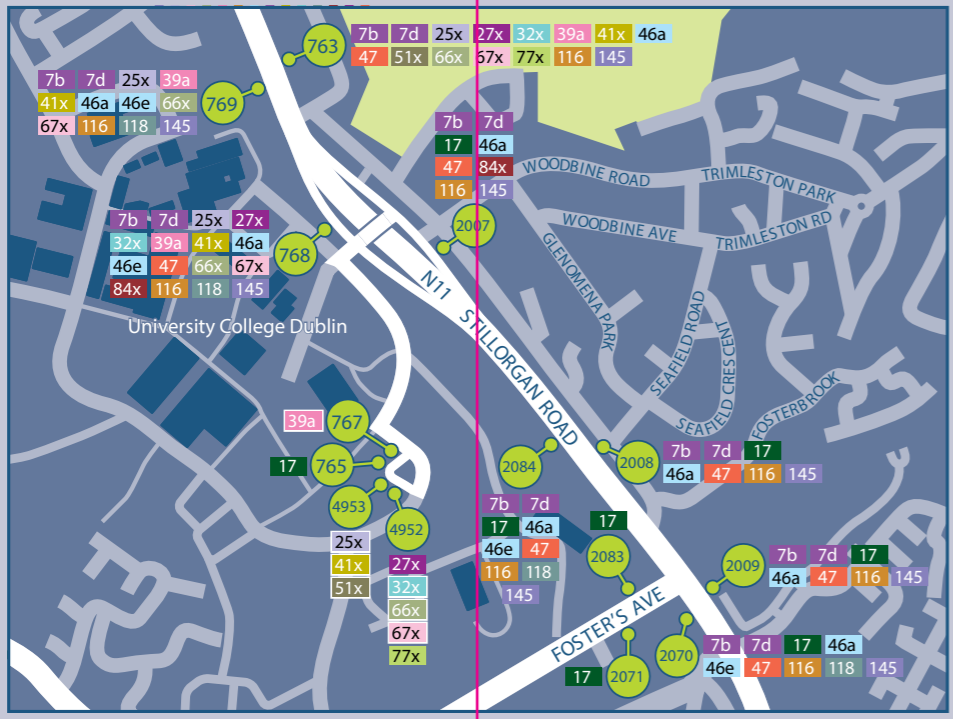 763
7b 7d 25x 27x 32x 39a 41x 46a
47 51x 66x 67x 77x 116 145
7b 7d 25x 39a
41x 46a 46e 66x
67x 116 118 145
769
7b 7d
17 46a
47 84x
116 145
2007
WOODBINE ROAD
TRIMLESTON PARK
WOODBINE AVE
TRIMLESTON RD
7b 7d 25x 27x
32x 39a 41x 46a
46e 47 66x 67x
84x 116 118 145
768
GLENOMENA PARK
N11 STILLORGAN ROAD
University College Dublin
SEAFIELD ROAD
SEAFIELD CRESCENT
FOSTERBROOK
39a
767
17
765
4953
4952
25x
41x
51x
27x
32x
66x
67x
77x
2084
7b 7d
17 46a
46e 47
116 118
145
2008
7b 7d 17
46a 47 116 145
17
2083
2009
7b 7d 17
46a 47 116 145
FOSTER'S AVE
17
2071
2070
7b 7d 17 46a
46e 47 116 118 145